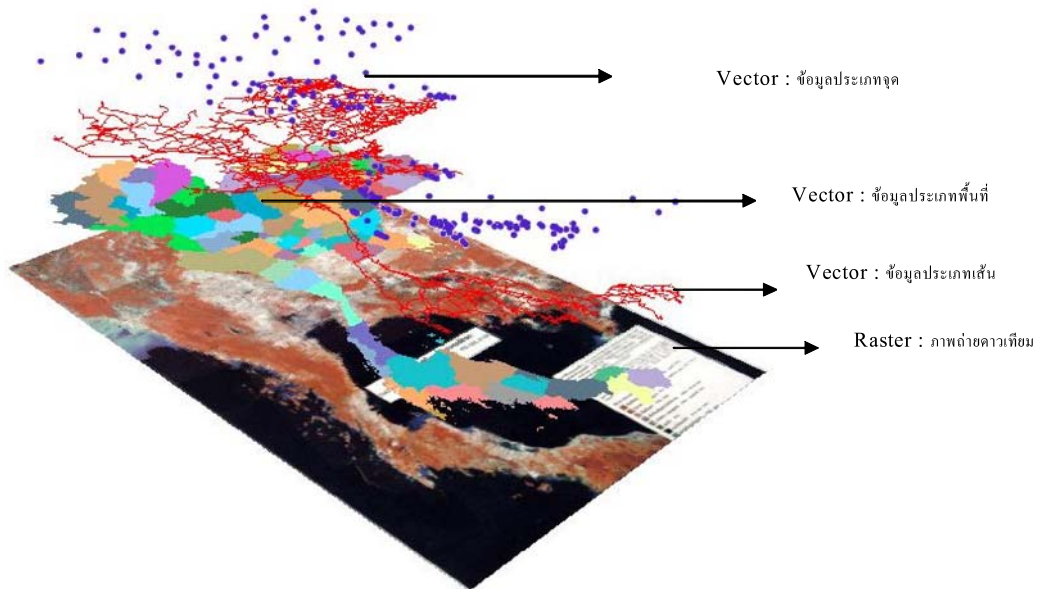 Vector : ข้อมูลประเภทจุด
Vector : ข้อมูลประเภทพื้นที่
Vector : ข้อมูลประเภทเส้น
Raster : ภาพถ่ายดาวเทียม